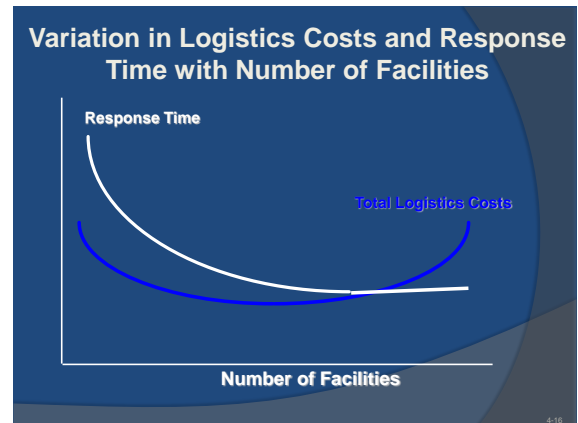 Variation in Logistics Costs and Response
Time with Number of Facilities
Response Time
Total Logistics Costs
Number of Facilities
4-16